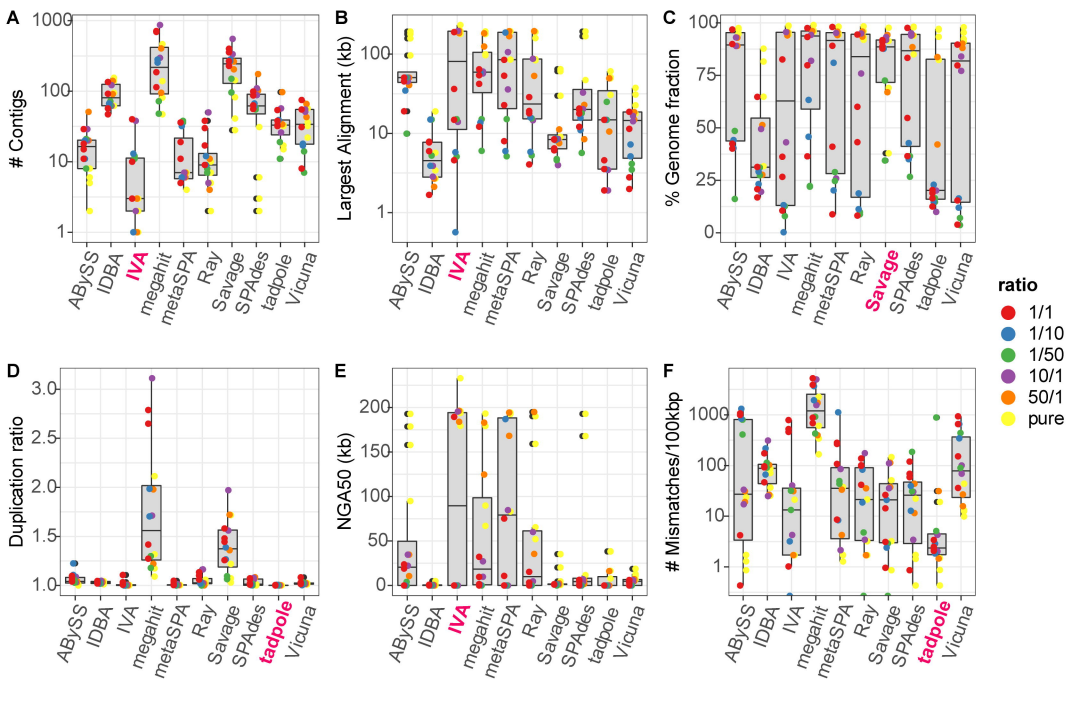 A
# Contigs
1000
100
10
1
ABySS
IDBA
IVA
megahit
metaSPA
Ray
Savage
SPAdes
tadpole
Vicuna
B
Largest Alignment (kb)
100
10
1
ABySS
IDBA
IVA
megahit
metaSPA
Ray
Savage
SPAdes
tadpole
Vicuna
C
% Genome fraction
100
75
50
25
0
ABySS
IDBA
IVA
megahit
metaSPA
Ray
Savage
SPAdes
tadpole
Vicuna
ratio
1/1
1/10
1/50
10/1
50/1
pure
D
Duplication ratio
3.0
2.5
2.0
1.5
1.0
ABySS
IDBA
IVA
megahit
metaSPA
Ray
Savage
SPAdes
tadpole
Vicuna
E
NGA50 (kb)
200
150
100
50
0
ABySS
IDBA
IVA
megahit
metaSPA
Ray
Savage
SPAdes
tadpole
Vicuna
F
# Mismatches/100kbp
1000
100
10
1
ABySS
IDBA
IVA
megahit
metaSPA
Ray
Savage
SPAdes
tadpole
Vicuna